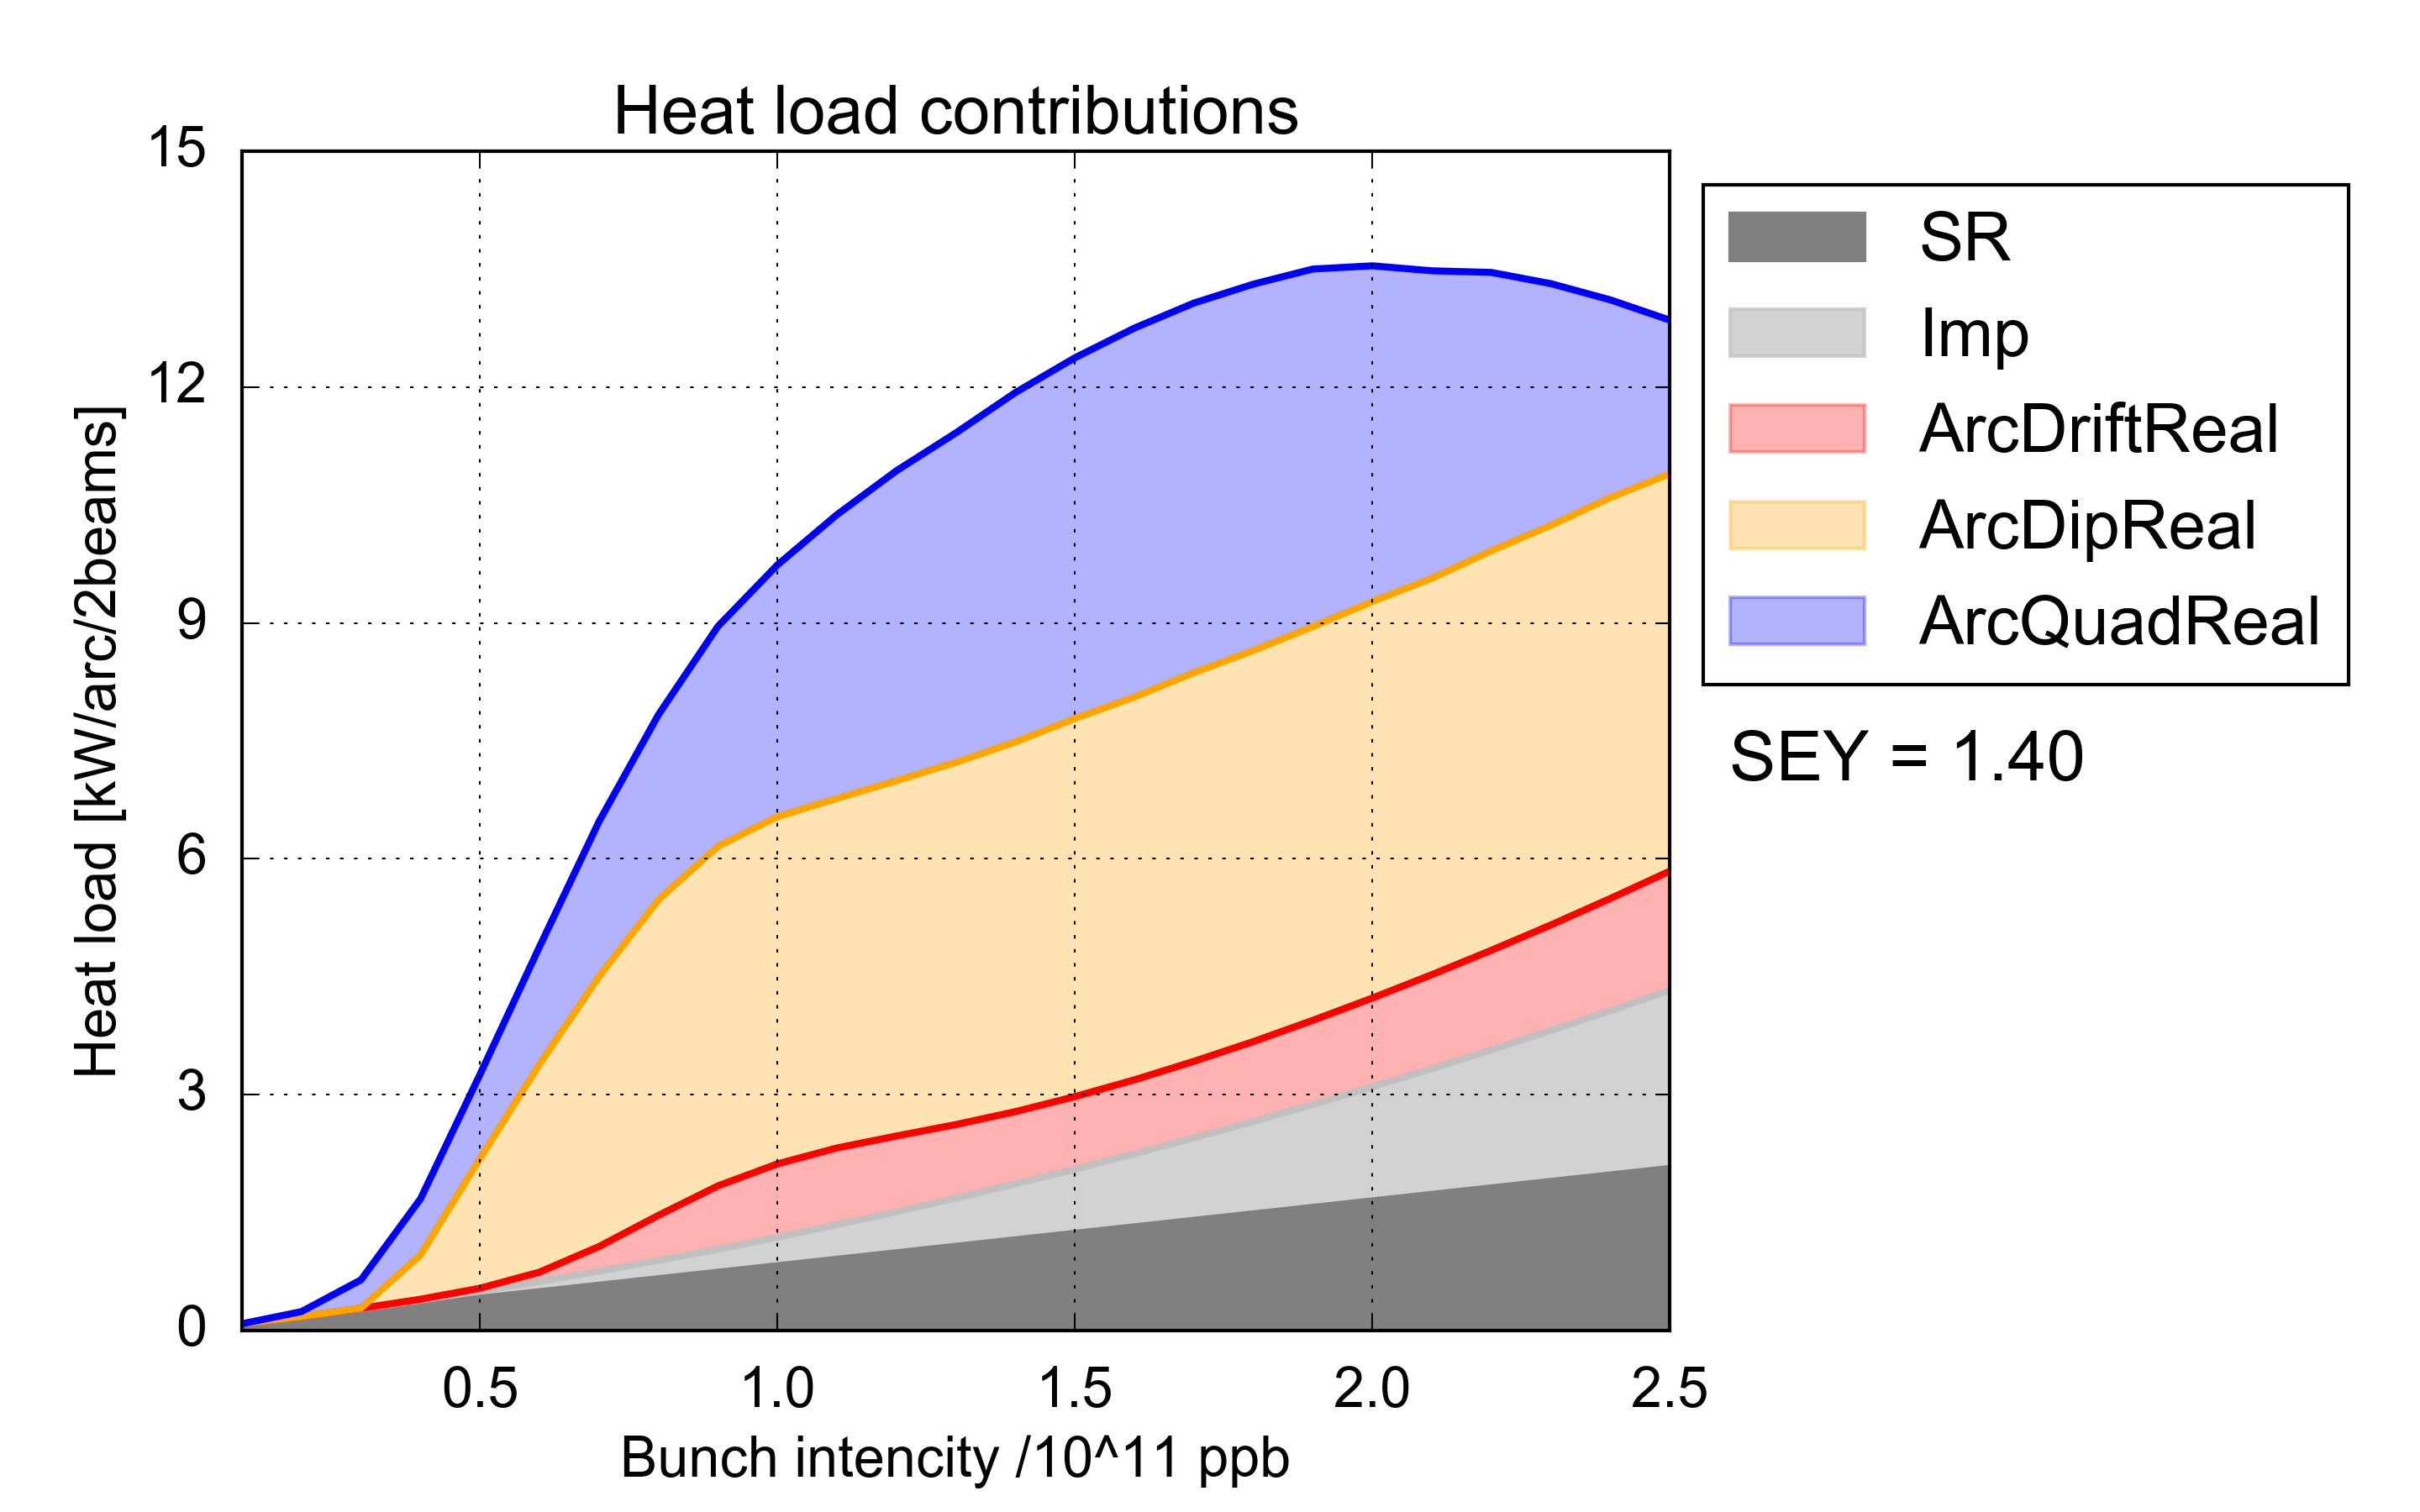 Heat load contributions
15
12
9
6
3
0
Heat load [kW/arc/2beams]
0.5 1.0 1.5 2.0 2.5
Bunch intencity /10^11 ppb
SR
Imp
ArcDriftReal
ArcDipReal
ArcQuadReal
SEY = 1.40